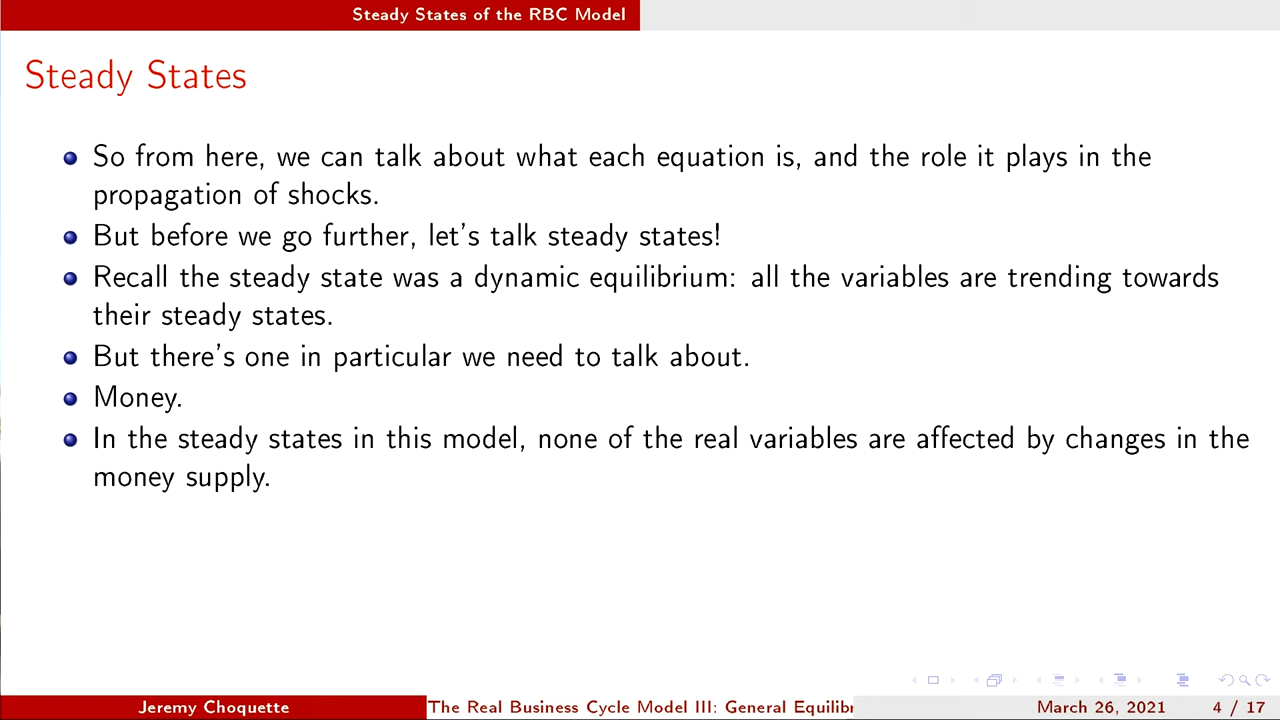 Steady States of the RBC Model
Steady States
So from here, we can talk about what each equation is, and the role it plays in the
propagation of shocks.
But before we go further, let's talk steady states!
Recall the steady state was a dynamic equilibrium: all the variables are trending towards
their steady states.
But there's one in particular we need to talk about.
Money.
In the steady states in this model, none of the real variables are affected by changes in the
money supply.
Jeremy Choquette
The Real Business Cycle Model III: General Equilibr
March 26, 2021
4 / 17